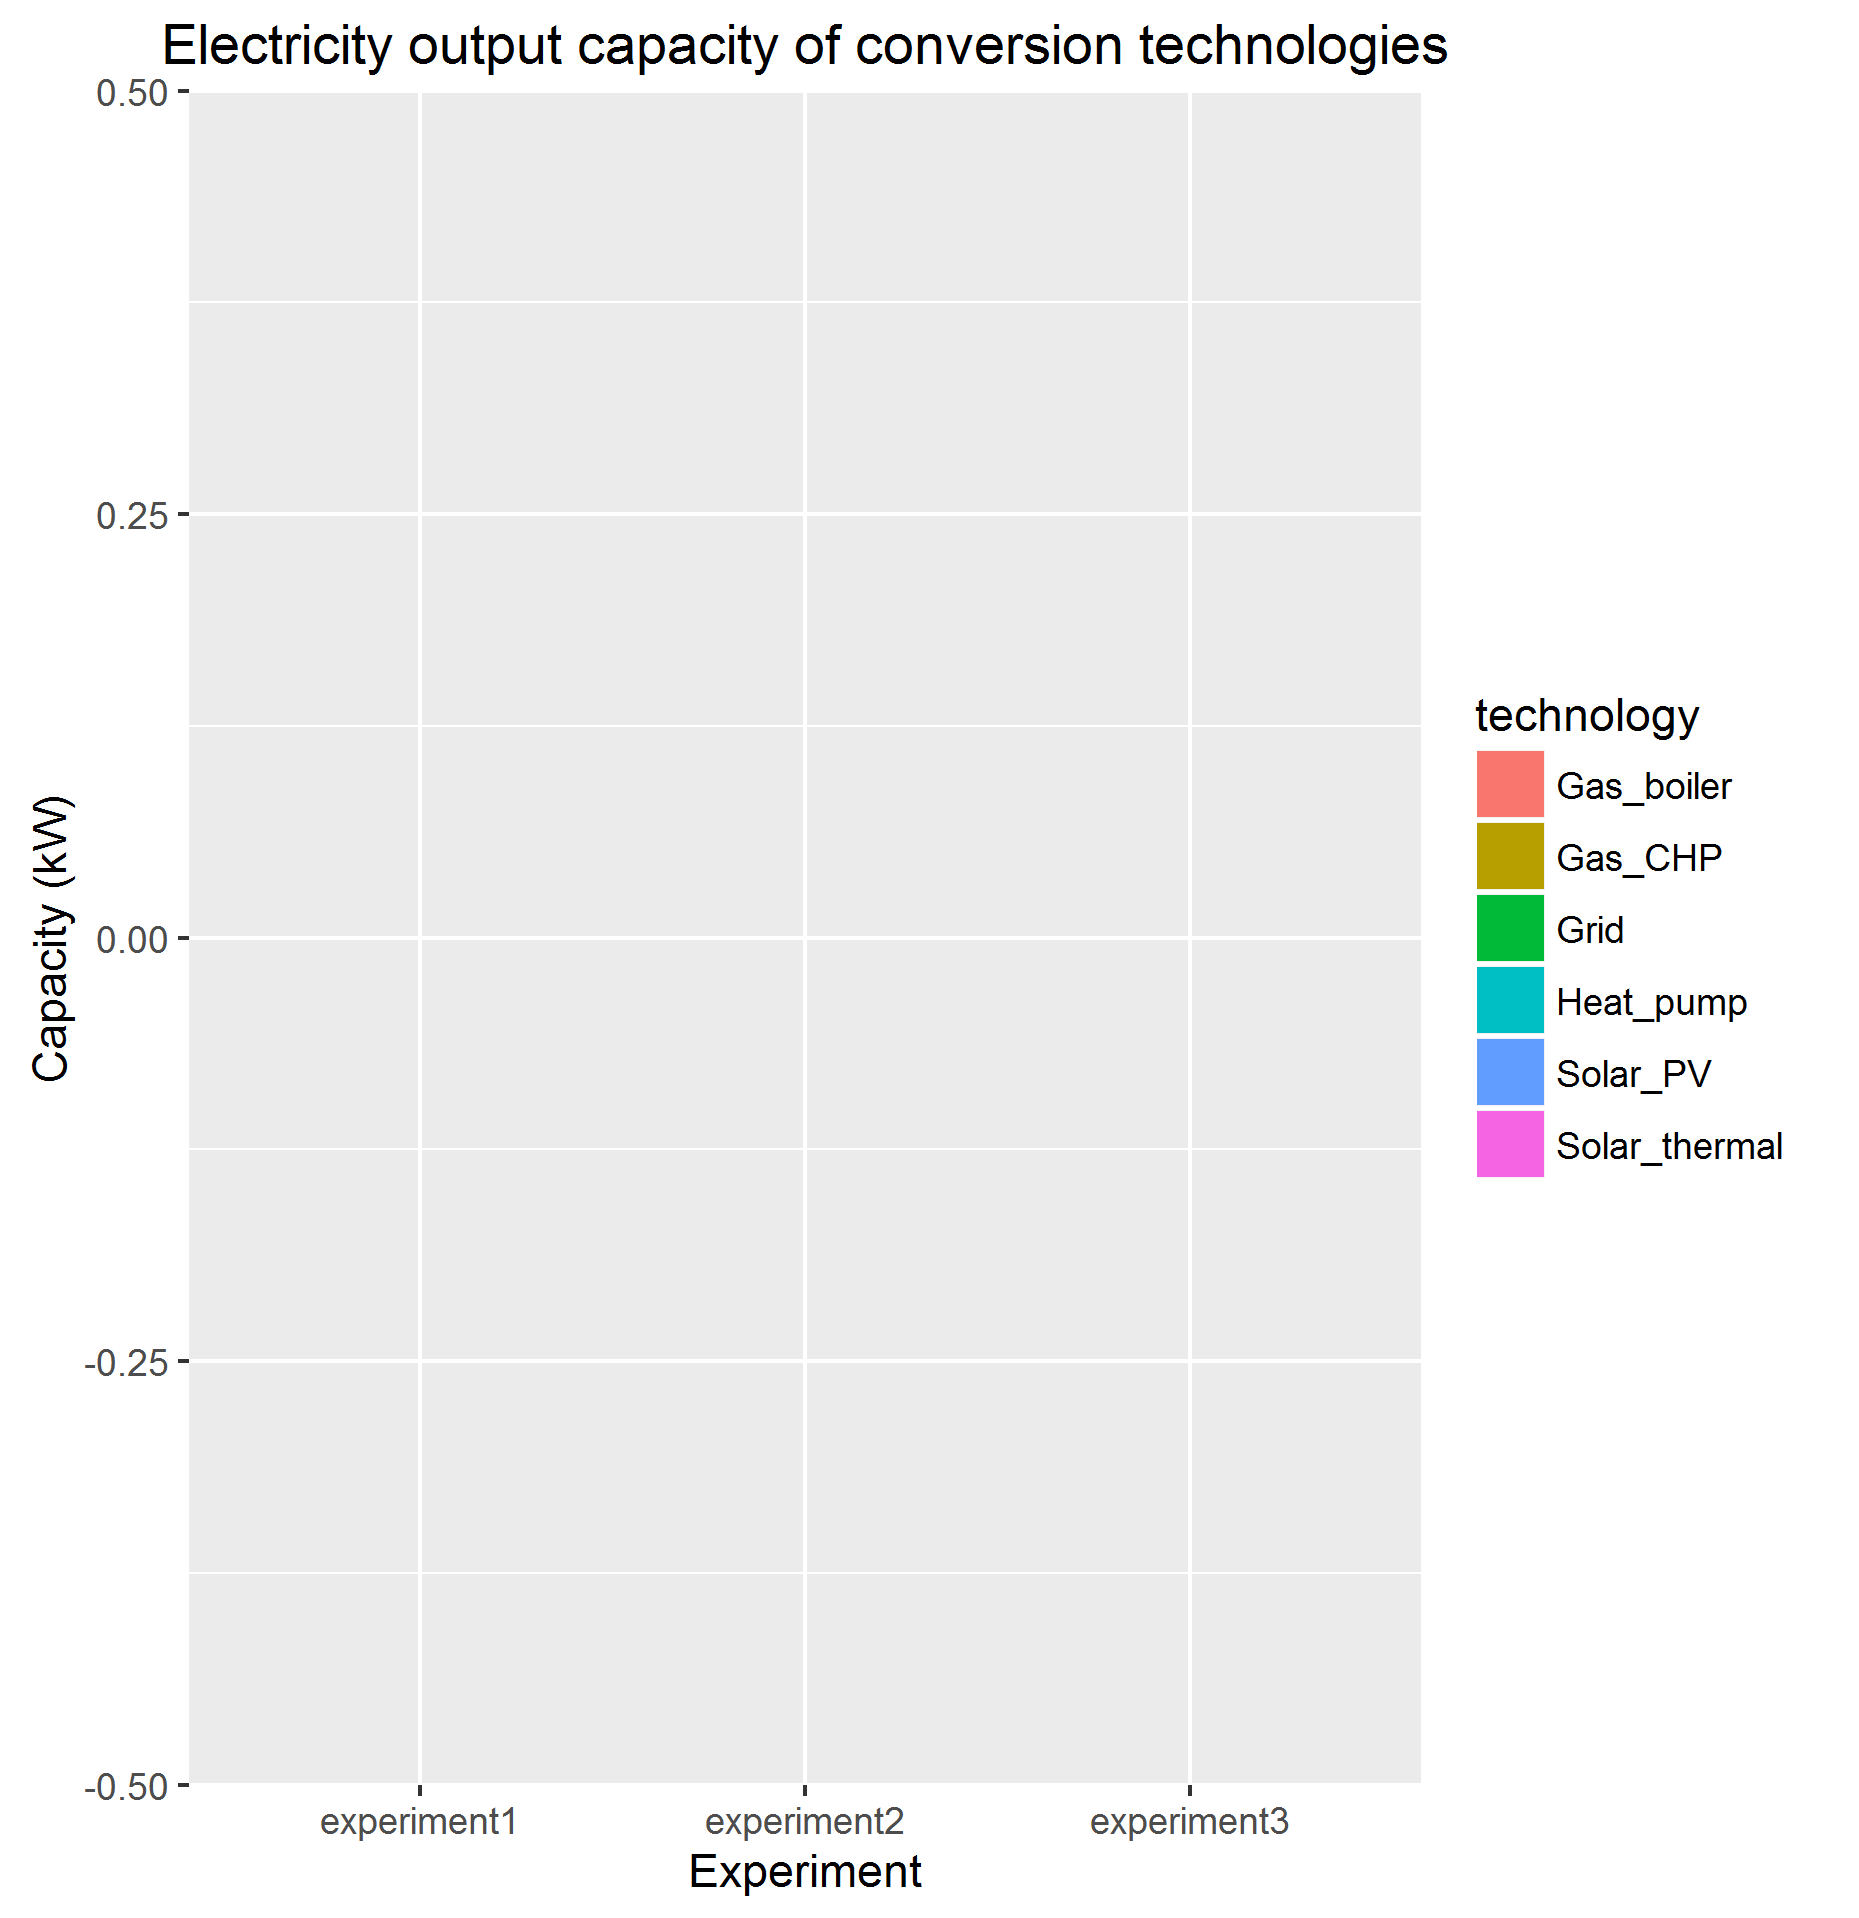 Electricity output capacity of conversion technologies
0.50
0.25
0.00
-0.25
-0.50
Capacity (kW)
experiment1
experiment2
experiment3
Experiment
technology
Gas_boiler
Gas_CHP
Grid
Heat_pump
Solar_PV
Solar_thermal